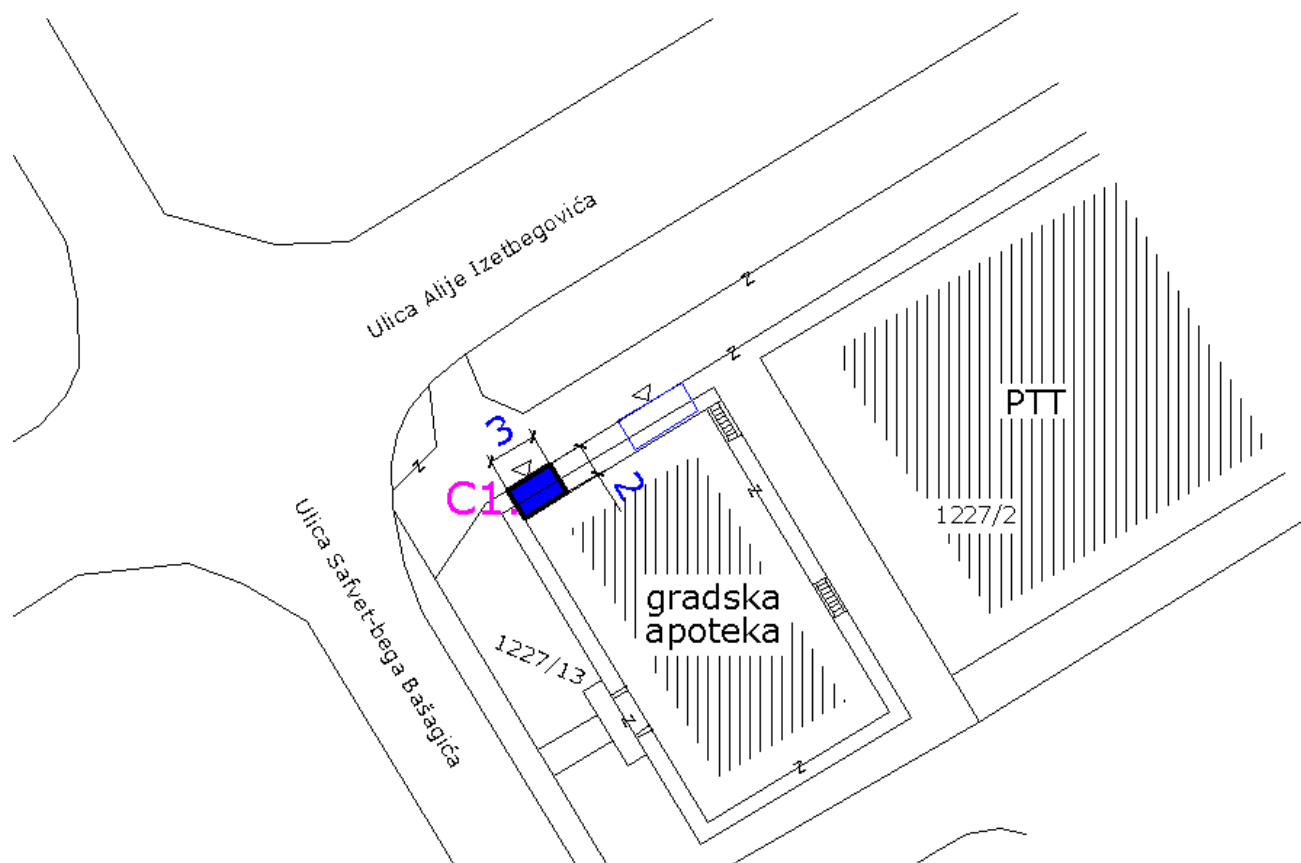 Ulica Alije Izetbegovića
PTT
3
2
C1.
1227/2
Ulica Safvet-bega Bašagića
gradska
apoteka
1227/13